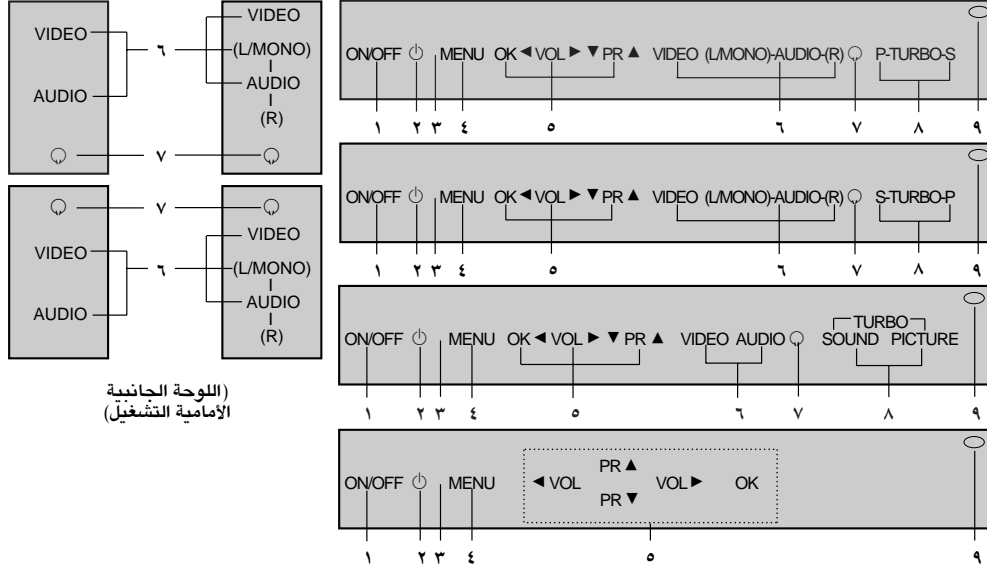 VIDEO
AUDIO
٦
VIDEO
(L/MONO)
AUDIO
(R)
٧
٧
VIDEO
AUDIO
٦
VIDEO
(L/MONO)
AUDIO
(R)
(اللوحة الجانبية
الأمامية التشغيل)
ON/OFF MENU OK ◄ VOL ► ▼ PR ▲ VIDEO (L/MONO)-AUDIO-(R) P-TURBO-S
١ ٢ ٣ ٤ ٥ ٦ ٧ ٨ ٩
ON/OFF MENU OK ◄ VOL ► ▼ PR ▲ VIDEO (L/MONO)-AUDIO-(R) S-TURBO-P
١ ٢ ٣ ٤ ٥ ٦ ٧ ٨ ٩
TURBO
ON/OFF MENU OK ◄ VOL ► ▼ PR ▲ VIDEO AUDIO SOUND PICTURE
١ ٢ ٣ ٤ ٥ ٦ ٧ ٨ ٩
PR ▲
ON/OFF MENU ◄ VOL VOL ► OK
PR ▼
١ ٢ ٣ ٤ ٥ ٩